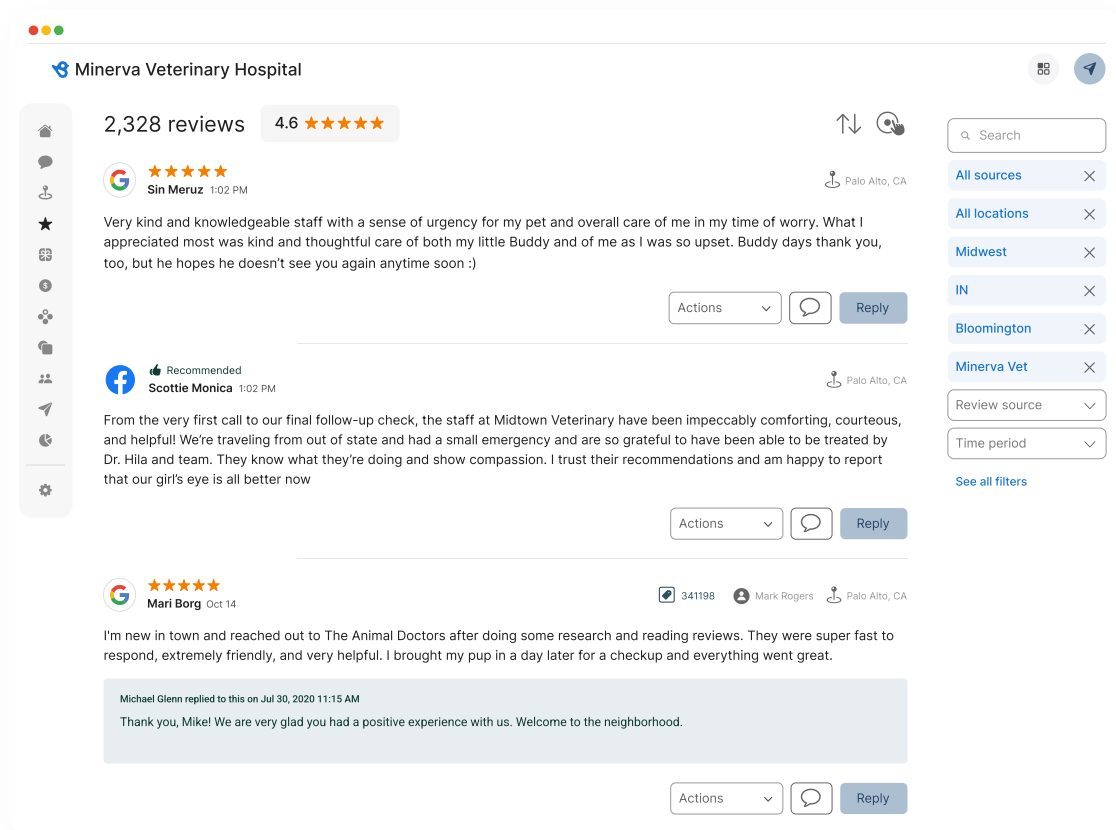 Minerva Veterinary Hospital
2,328 reviews
4.6
Sin Meruz 1:02 PM
Palo Alto, CA
Very kind and knowledgeable staff with a sense of urgency for my pet and overall care of me in my time of worry. What I
appreciated most was kind and thoughtful care of both my little Buddy and of me as I was so upset. Buddy days thank you,
too, but he hopes he doesn’t see you again anytime soon :)
Actions
Reply
Recommended
Scottie Monica 1:02 PM
Palo Alto, CA
From the very first call to our final follow-up check, the staff at Midtown Veterinary have been impeccably comforting, courteous,
and helpful! We’re traveling from out of state and had a small emergency and are so grateful to have been able to be treated by
Dr. Hila and team. They know what they’re doing and show compassion. I trust their recommendations and am happy to report
that our girl’s eye is all better now
Actions
Reply
Mari Borg Oct 14
341198
Mark Rogers
Palo Alto, CA
I'm new in town and reached out to The Animal Doctors after doing some research and reading reviews. They were super fast to
respond, extremely friendly, and very helpful. I brought my pup in a day later for a checkup and everything went great.
Michael Glenn replied to this on Jul 30, 2020 11:15 AM
Thank you, Mike! We are very glad you had a positive experience with us. Welcome to the neighborhood.
Actions
Reply
Search
All sources
All locations
Midwest
IN
Bloomington
Minerva Vet
Review source
Time period
See all filters